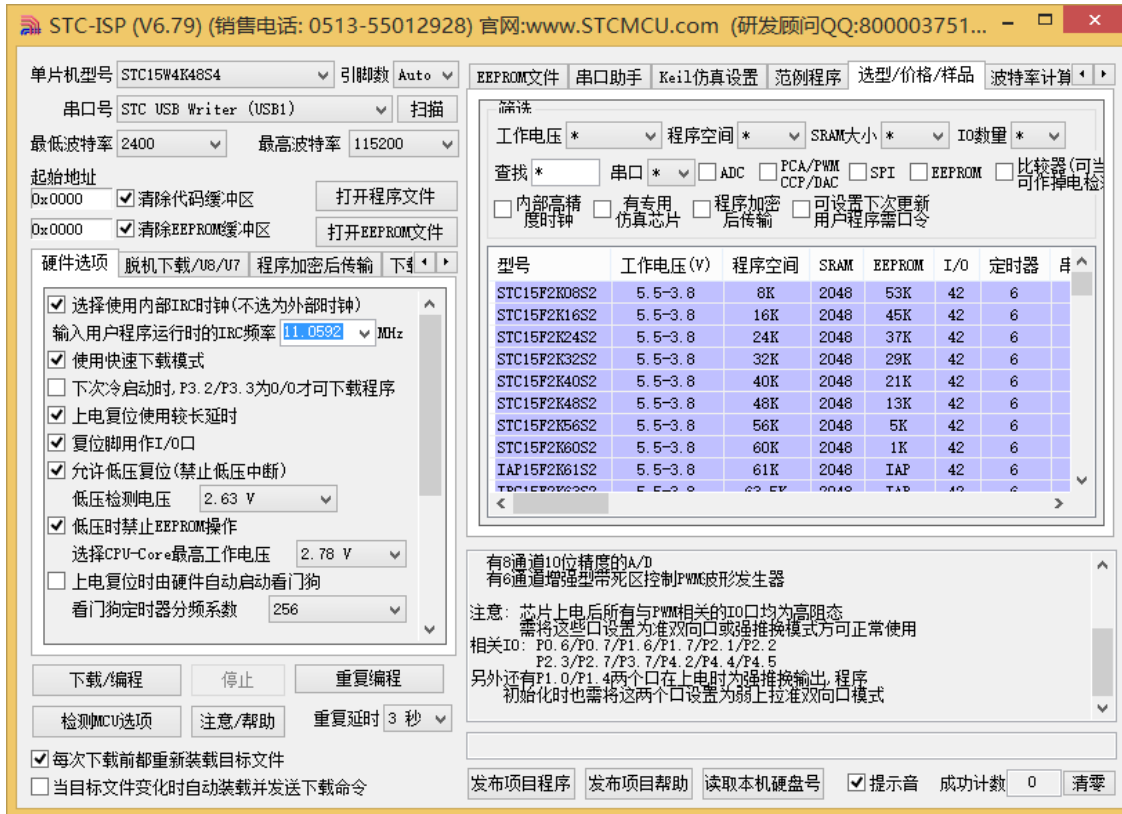 STC-ISP (V6.79) (销售电话: 0513-55012928) 官网:www.STCMCU.com (研发顾问QQ:800003751...
单片机型号 STC15W4K48S4 引脚数 Auto
串口号 STC USB Writer (USB1) 扫描
最低波特率 2400 最高波特率 115200
起始地址
0x0000 清除代码缓冲区 打开程序文件
0x0000 清除EEPROM缓冲区 打开EEPROM文件
硬件选项 脱机下载/U8/U7 程序加密后传输
选择使用内部IRC时钟(不选为外部时钟)
输入用户程序运行时的IRC频率 11.0592 MHz
使用快速下载模式
下次冷启动时,P3.2/P3.3为0/0才可下载程序
上电复位使用较长延时
复位脚用作I/O口
允许低压复位(禁止低压中断)
低压检测电压 2.63 V
低压时禁止EEPROM操作
选择CPU-Core最高工作电压 2.78 V
上电复位时由硬件自动启动看门狗
看门狗定时器分频系数 256
下载/编程 停止 重复编程
检测MCU选项 注意/帮助 重复延时 3 秒
每次下载前都重新装载目标文件
当目标文件变化时自动装载并发送下载命令
EEPROM文件 串口助手 Keil仿真设置 范例程序 选型/价格/样品 波特率计算
筛选
工作电压 * 程序空间 * SRAM大小 * IO数量 *
查找 * 串口 * ADC PCA/PWM CCP/DAC SPI EEPROM 比较器(可当 可作掉电检
内部高精度时钟 有专用仿真芯片 程序加密后传输 可设置下次更新用户程序需口令
型号 工作电压(V) 程序空间 SRAM EEPROM I/O 定时器
STC15F2K08S2 5.5-3.8 8K 2048 53K 42 6
STC15F2K16S2 5.5-3.8 16K 2048 45K 42 6
STC15F2K24S2 5.5-3.8 24K 2048 37K 42 6
STC15F2K32S2 5.5-3.8 32K 2048 29K 42 6
STC15F2K40S2 5.5-3.8 40K 2048 21K 42 6
STC15F2K48S2 5.5-3.8 48K 2048 13K 42 6
STC15F2K56S2 5.5-3.8 56K 2048 5K 42 6
STC15F2K60S2 5.5-3.8 60K 2048 1K 42 6
IAP15F2K61S2 5.5-3.8 61K 2048 IAP 42 6
有8通道10位精度的A/D
有6通道增强型带死区控制PWM波形发生器
注意: 芯片上电后所有与PWM相关的IO口均为高阻态
需将这些口设置为准双向口或强推挽模式方可正常使用
相关IO: P0.6/P0.7/P1.6/P1.7/P2.1/P2.2
P2.3/P2.7/P3.7/P4.2/P4.4/P4.5
另外还有P1.0/P1.4两个口在上电时为强推挽输出,程序
初始化时也需将这两个口设置为弱上拉准双向口模式
发布项目程序 发布项目帮助 读取本机硬盘号 提示音 成功计数 0 清零